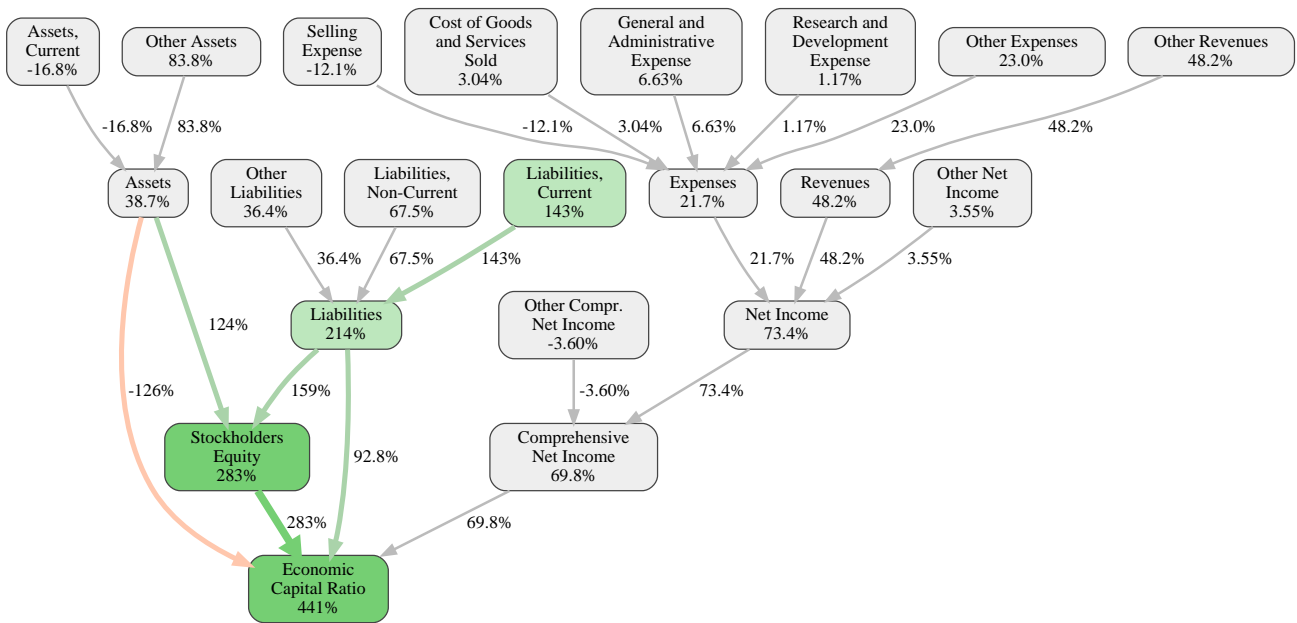 Assets,
Current
-16.8%
Other Assets
83.8%
Selling
Expense
-12.1%
Cost of Goods
and Services
Sold
3.04%
General and
Administrative
Expense
6.63%
Research and
Development
Expense
1.17%
Other Expenses
23.0%
Other Revenues
48.2%
-16.8%
83.8%
-12.1%
3.04%
6.63%
1.17%
23.0%
48.2%
Assets
38.7%
Other
Liabilities
36.4%
Liabilities,
Non-Current
67.5%
Liabilities,
Current
143%
Expenses
21.7%
Revenues
48.2%
Other Net
Income
3.55%
36.4%
67.5%
143%
21.7%
48.2%
3.55%
124%
Liabilities
214%
Other Compr.
Net Income
-3.60%
Net Income
73.4%
-126%
159%
-3.60%
73.4%
Stockholders
Equity
283%
92.8%
Comprehensive
Net Income
69.8%
283%
69.8%
Economic
Capital Ratio
441%